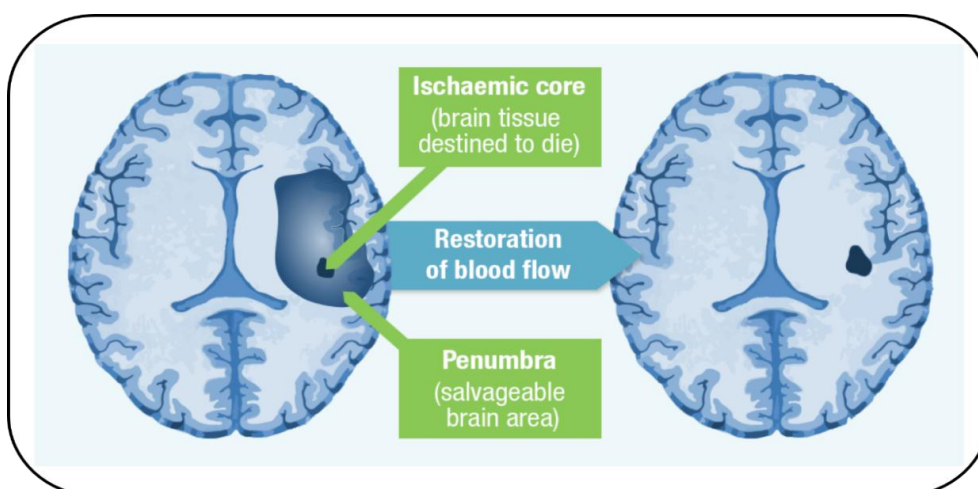 Ischaemic core
(brain tissue
destined to die)
Restoration
of blood flow
Penumbra
(salvageable
brain area)